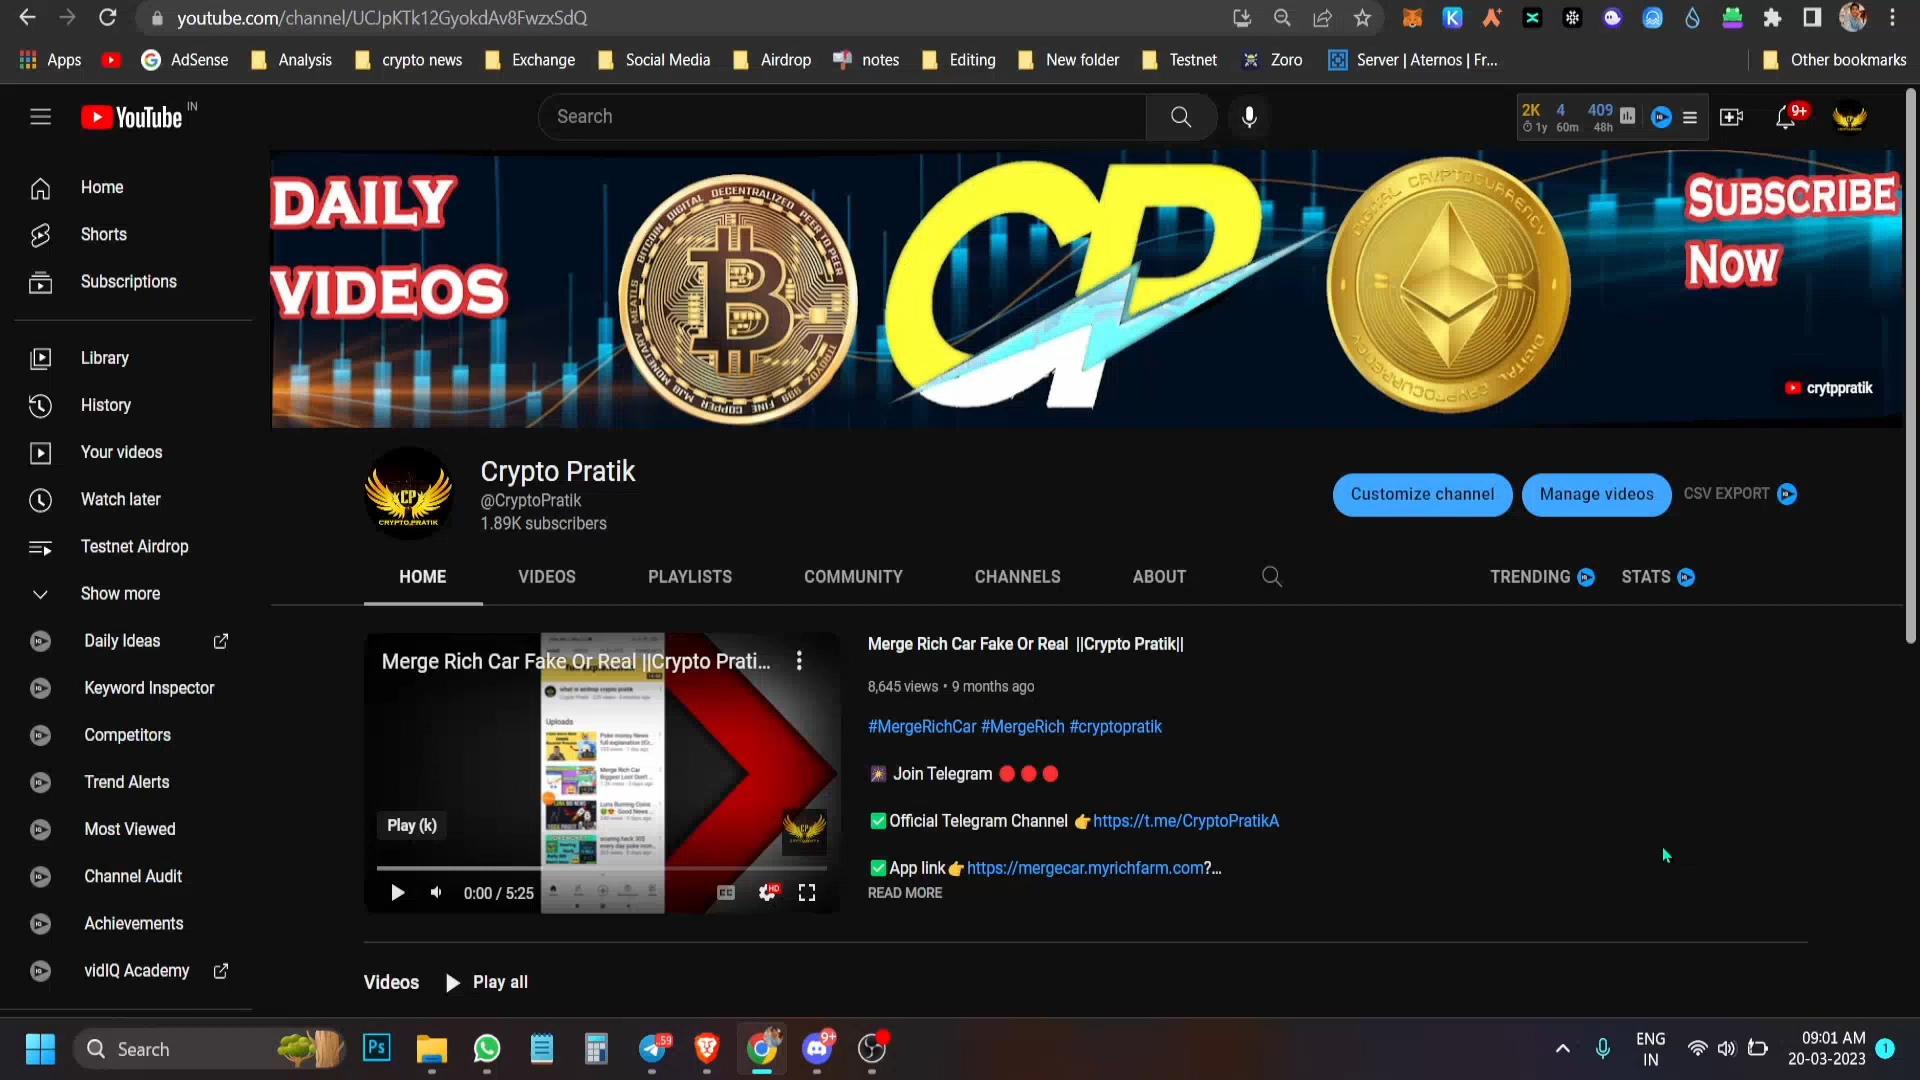 youtube.com/channel/UCJpKTk12GyokdAv8FwzxSdQ
Apps
AdSense
Analysis
crypto news
Exchange
Social Media
Airdrop
notes
Editing
New folder
Testnet
Zoro
Server | Aternos | Fr...
Other bookmarks
YouTube IN
Search
2K 4 409
1y 60m 48h
9+
Home
Shorts
Subscriptions
Library
History
Your videos
Watch later
Testnet Airdrop
Show more
Daily Ideas
Keyword Inspector
Competitors
Trend Alerts
Most Viewed
Channel Audit
Achievements
vidIQ Academy
DAILY
VIDEOS
CP
SUBSCRIBE
NOW
crytppratik
Crypto Pratik
@CryptoPratik
1.89K subscribers
Customize channel
Manage videos
CSV EXPORT
HOME
VIDEOS
PLAYLISTS
COMMUNITY
CHANNELS
ABOUT
TRENDING
STATS
Merge Rich Car Fake Or Real ||Crypto Prati...
Uploads
Play (k)
0:00 / 5:25
HD
Merge Rich Car Fake Or Real ||Crypto Pratik||
8,645 views • 9 months ago
#MergeRichCar #MergeRich #cryptopratik
🎇 Join Telegram 🔴 🔴 🔴
✅Official Telegram Channel 👉https://t.me/CryptoPratikA
✅App link👉https://mergecar.myrichfarm.com?...
READ MORE
Videos
Play all
Search
Ps
.59
9+
ENG
IN
09:01 AM
20-03-2023
1